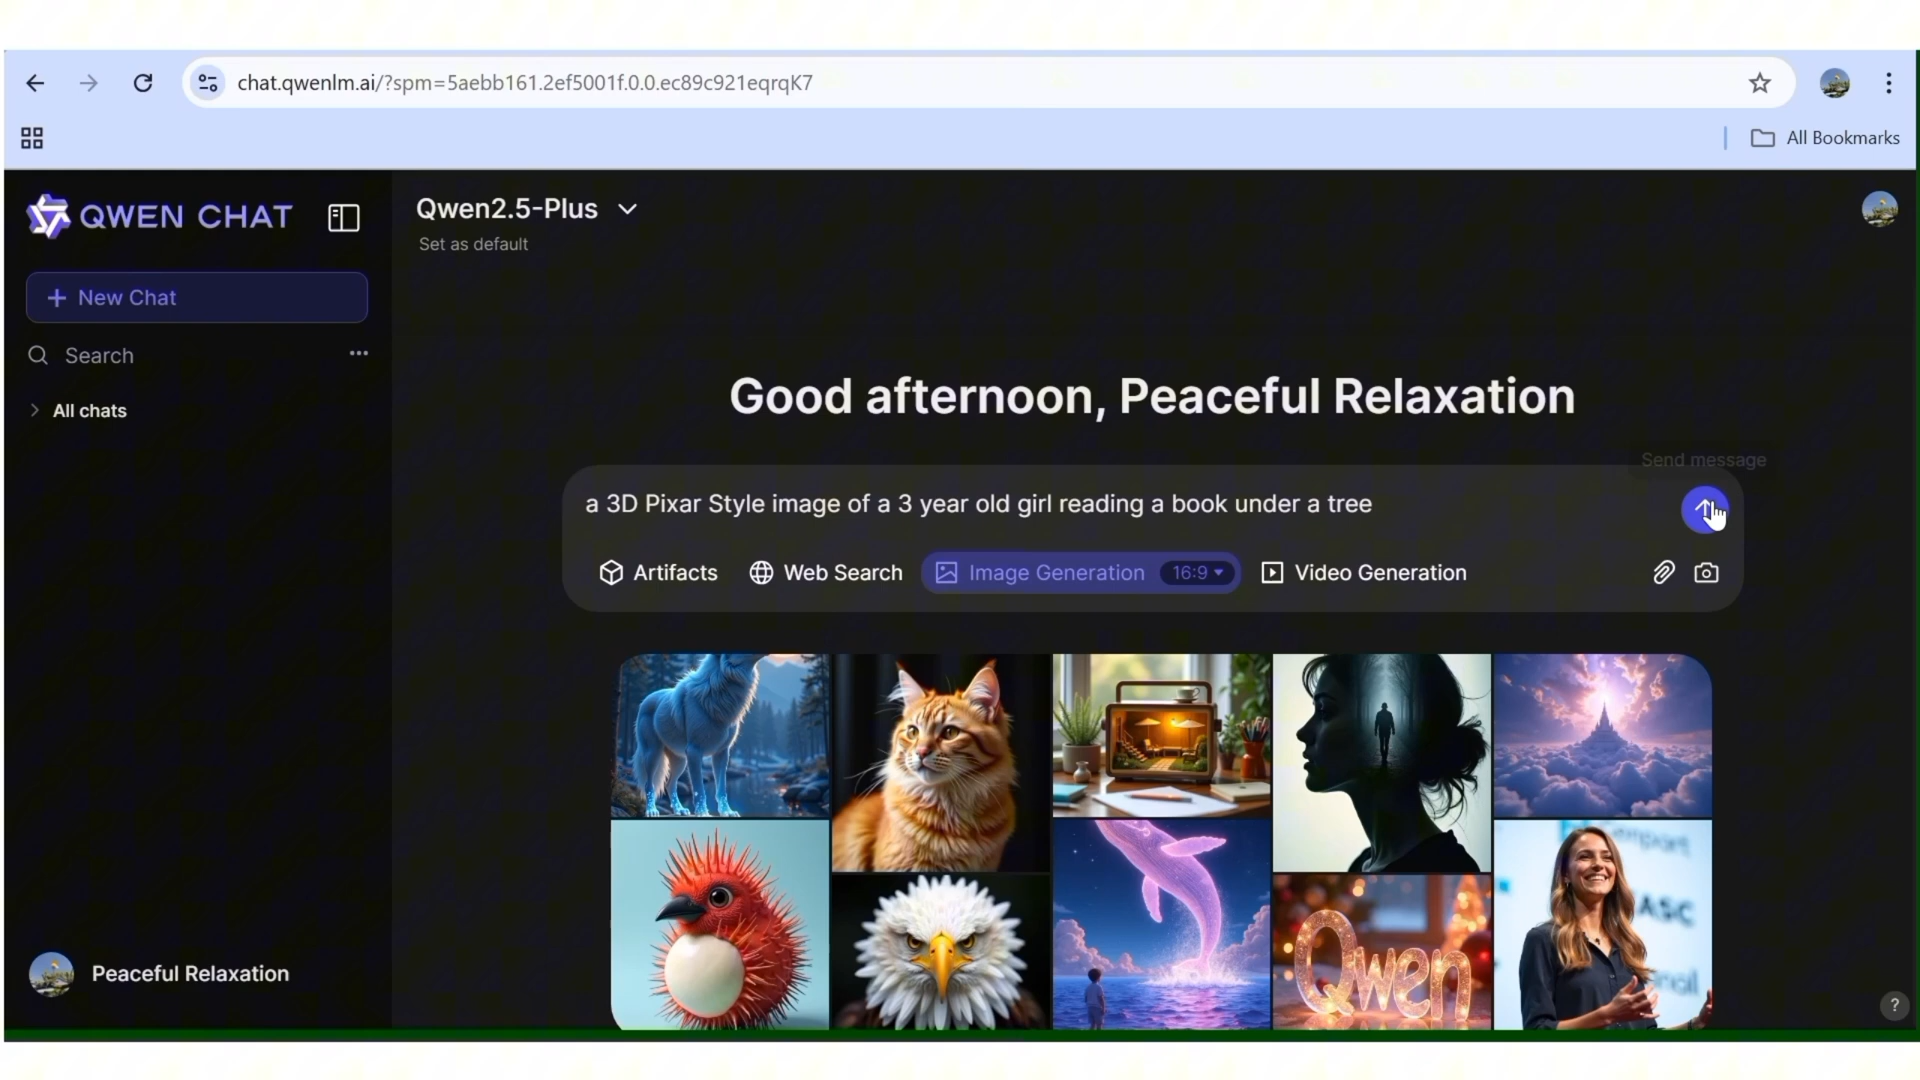 chat.qwenlm.ai/?spm=5aebb161.2ef5001f.0.0.ec89c921eqrqK7
All Bookmarks
QWEN CHAT
Qwen2.5-Plus
Set as default
+ New Chat
Search
All chats
Good afternoon, Peaceful Relaxation
Send message
a 3D Pixar Style image of a 3 year old girl reading a book under a tree
Artifacts
Web Search
Image Generation
16:9
Video Generation
ASC
Qwen
Peaceful Relaxation
?